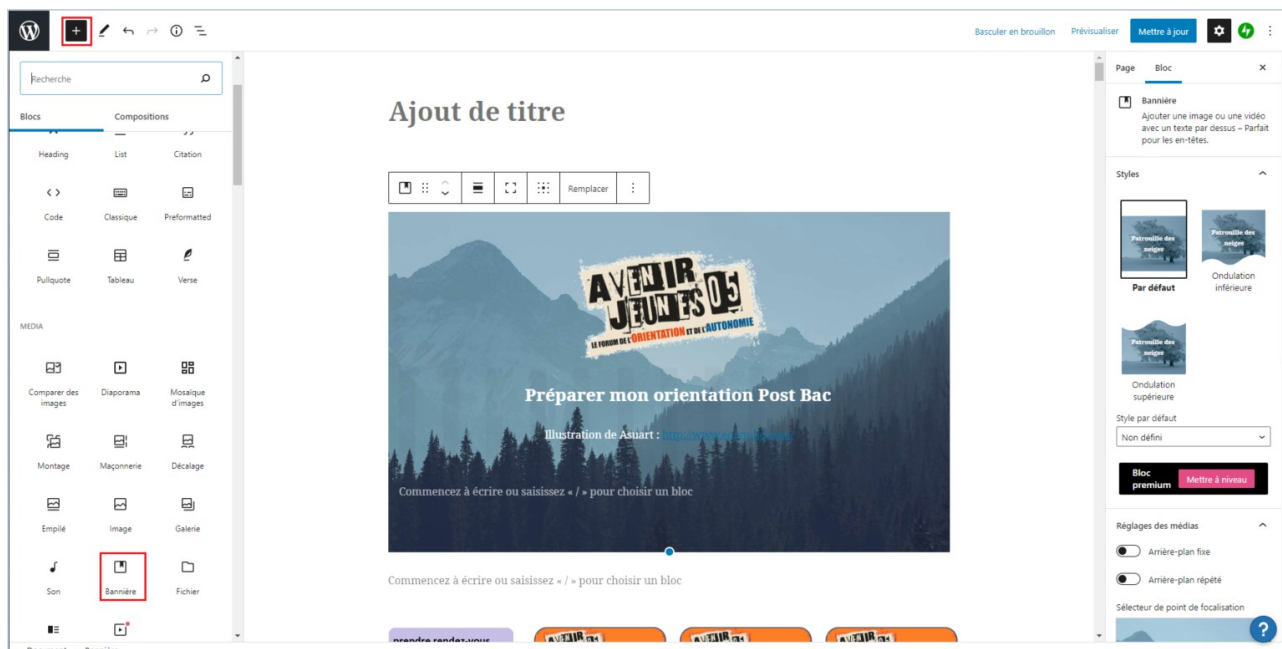 Basculer en brouillon Prévisualiser Mettre à jour
Recherche
Blocs Compositions
Heading List Citation
Code Classique Preformatted
Pullquote Tableau Verse
MEDIA
Comparer des images Diaporama Mosaïque d'images
Montage Maçonnerie Décalage
Empilé Image Galerie
Son Bannière Fichier
Ajout de titre
Remplacer
AVENIR
JEUNES 05
LE FORUM DE L'ORIENTATION ET DE L'AUTONOMIE
Préparer mon orientation Post Bac
Illustration de Asuart :
Commencez à écrire ou saisissez « / » pour choisir un bloc
Commencez à écrire ou saisissez « / » pour choisir un bloc
prendre rendez-vous
Page Bloc
Bannière
Ajouter une image ou une vidéo
avec un texte par dessus – Parfait
pour les en-têtes.
Styles
Patrouille des
neiges
Patrouille des
neiges
Par défaut
Ondulation
inférieure
Patrouille des
neiges
Ondulation
supérieure
Style par défaut
Non défini
Bloc
premium
Mettre à niveau
Réglages des médias
Arrière-plan fixe
Arrière-plan répété
Sélecteur de point de focalisation